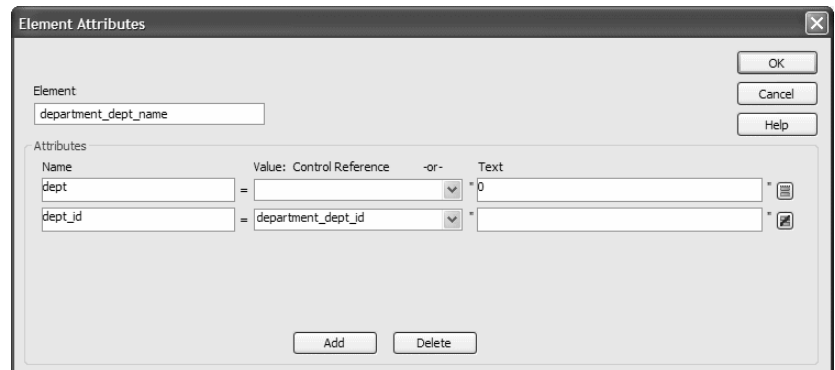 Element Attributes
OK
Element
Cancel
department_dept_name
Help
Attributes
Name Value: Control Reference -or- Text
dept = " 0 "
dept_id = department_dept_id " "
Add Delete